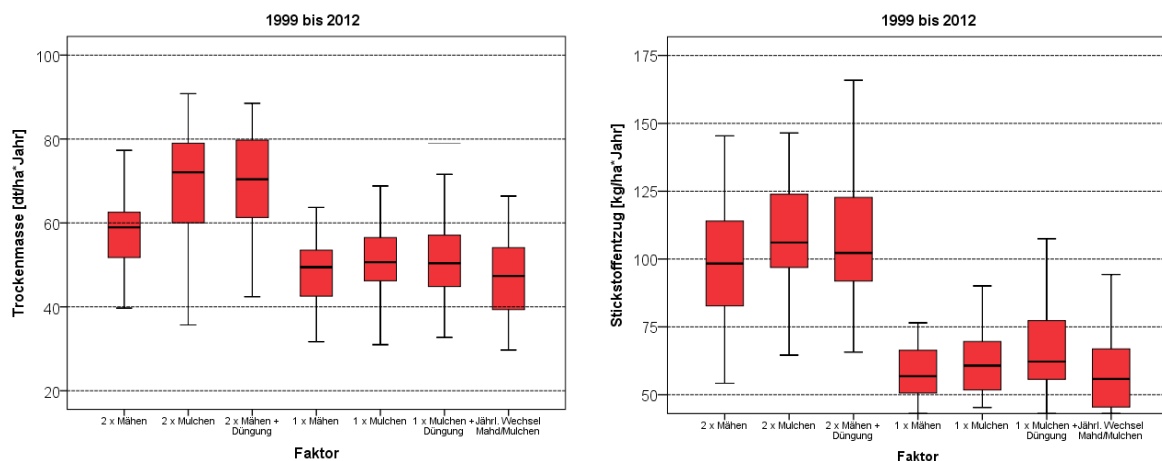 1999 bis 2012
Trockenmasse [dt/ha*Jahr]
100
80
60
40
20
2 x Mähen
2 x Mulchen
2 x Mähen +
Düngung
1 x Mähen
1 x Mulchen
1 x Mulchen +
Düngung
Jährl. Wechsel
Mahd/Mulchen
Faktor
1999 bis 2012
Stickstoffentzug [kg/ha*Jahr]
175
150
125
100
75
50
2 x Mähen
2 x Mulchen
2 x Mähen +
Düngung
1 x Mähen
1 x Mulchen
1 x Mulchen +
Düngung
Jährl. Wechsel
Mahd/Mulchen
Faktor